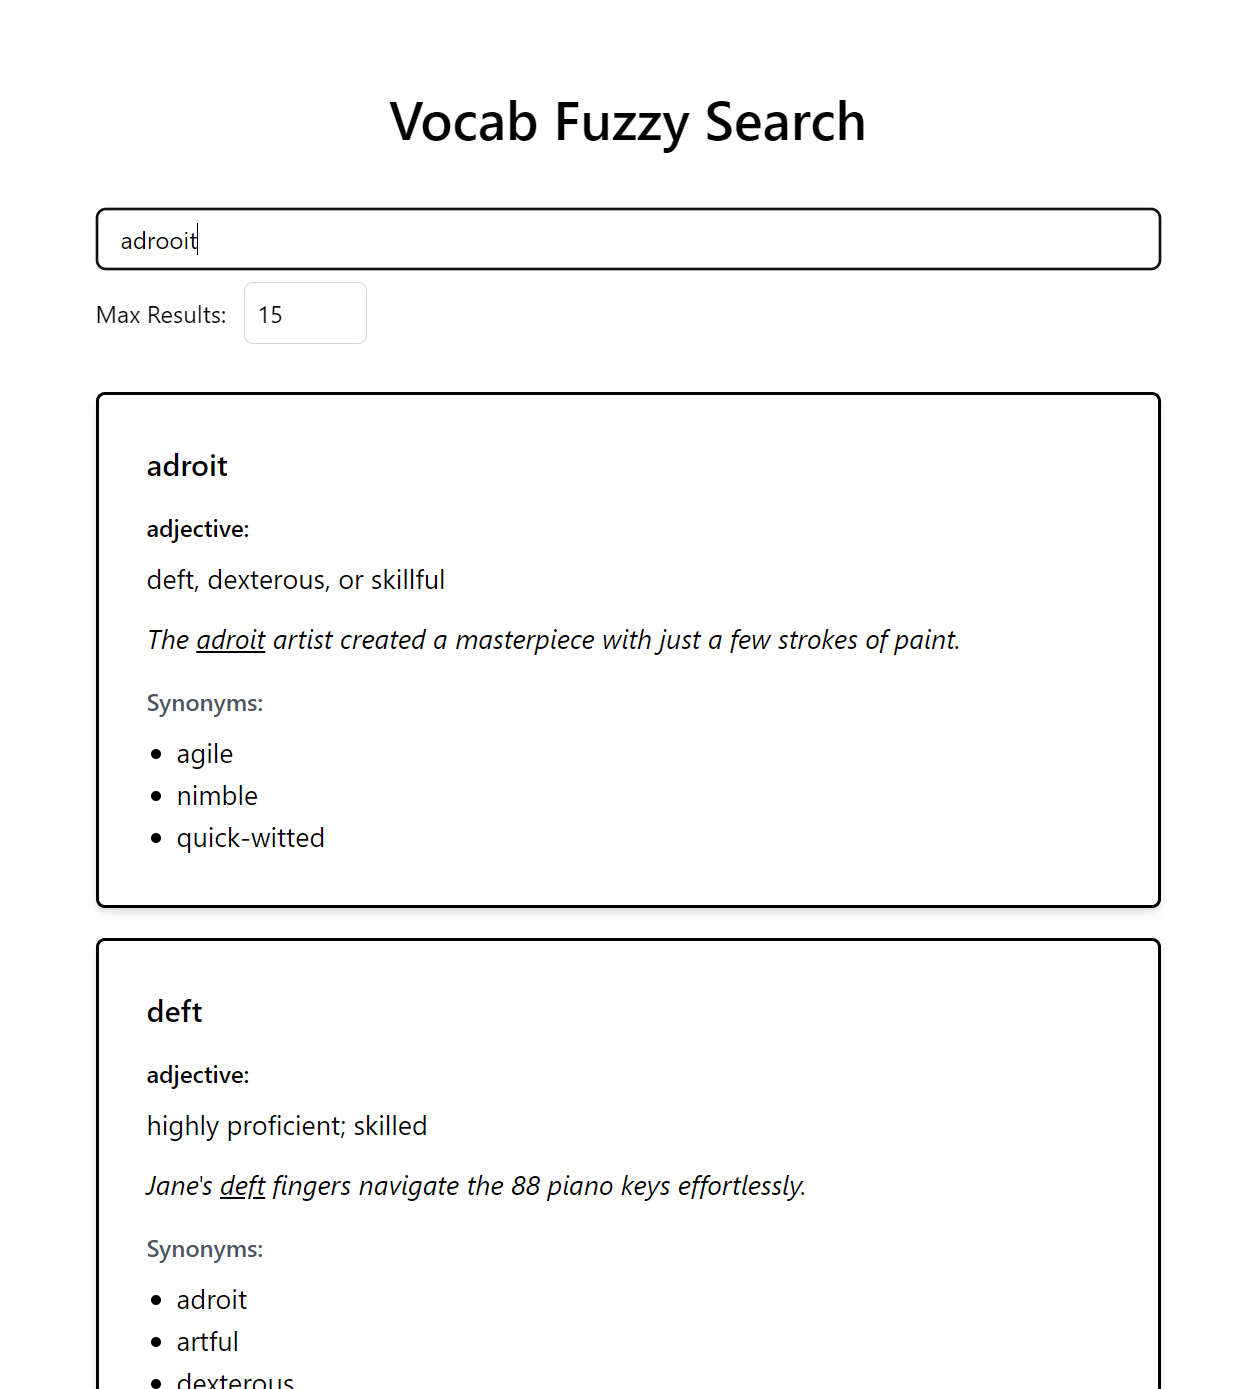 Vocab Fuzzy Search
adrooit
Max Results: 15
adroit
adjective:
deft, dexterous, or skillful
The adroit artist created a masterpiece with just a few strokes of paint.
Synonyms:
agile
nimble
quick-witted
deft
adjective:
highly proficient; skilled
Jane's deft fingers navigate the 88 piano keys effortlessly.
Synonyms:
adroit
artful
dexterous